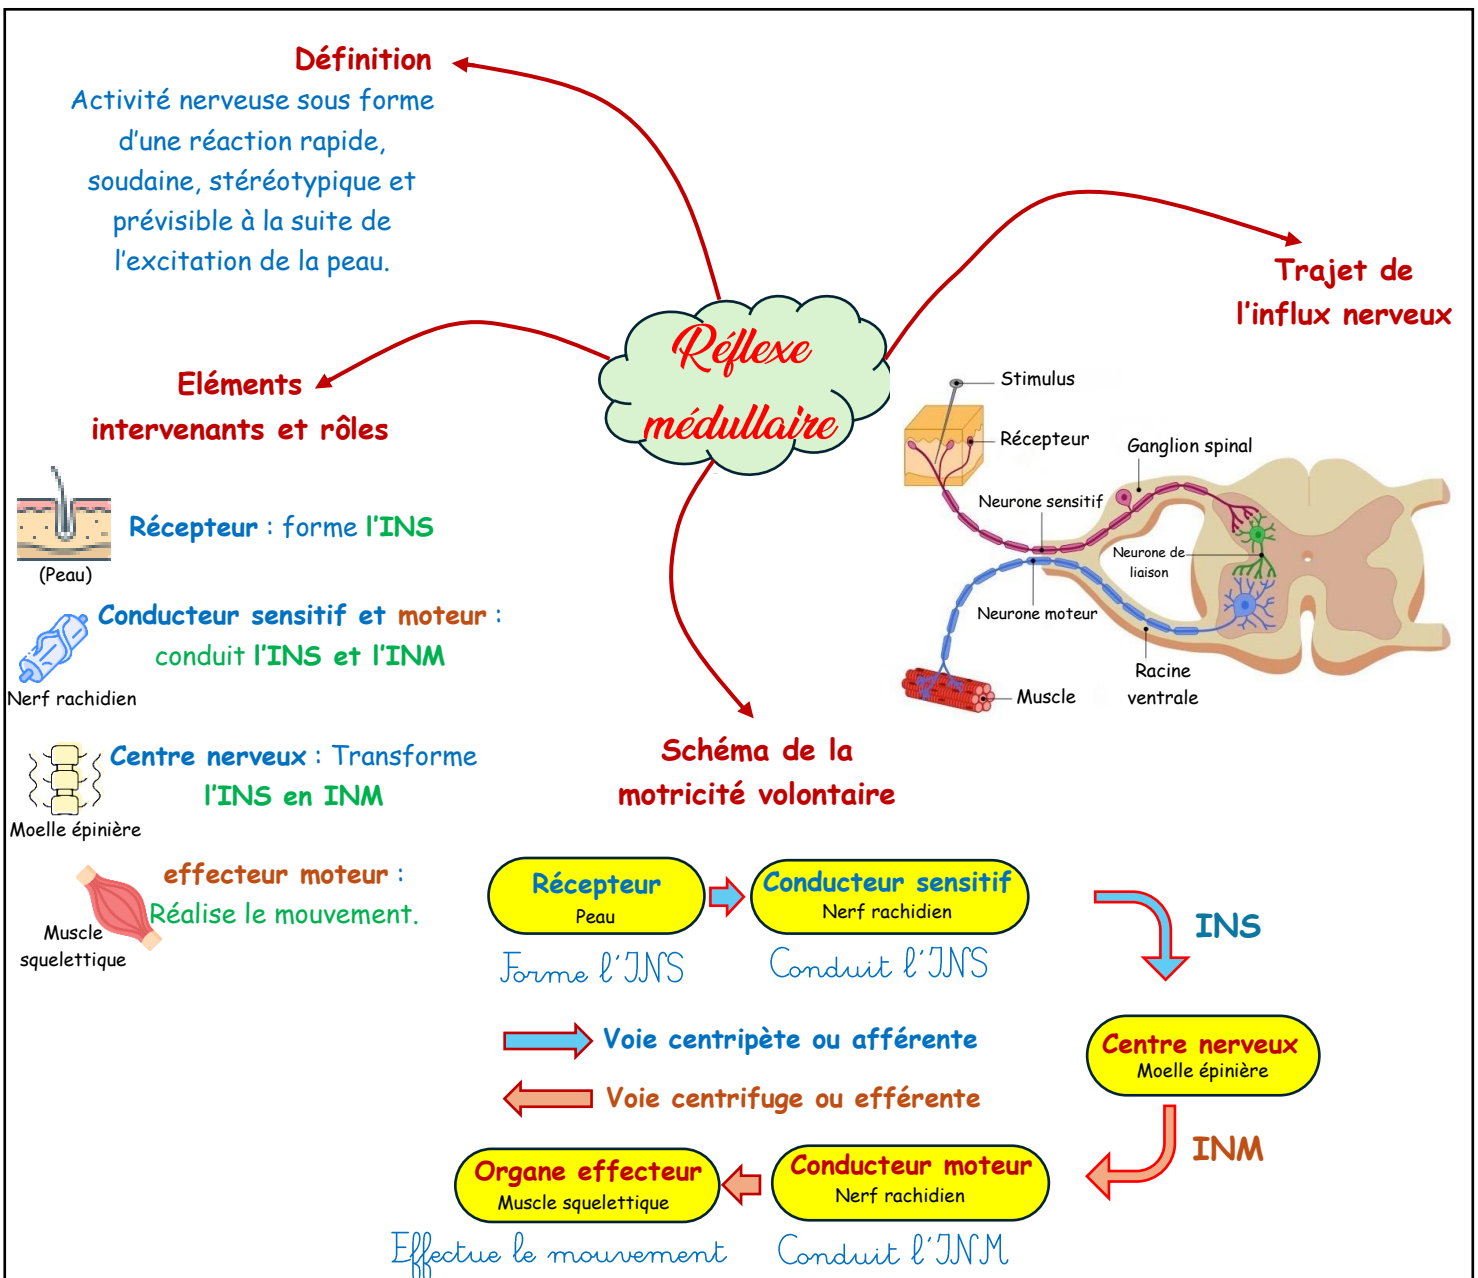 Définition
Activité nerveuse sous forme
d'une réaction rapide,
soudaine, stéréotypique et
prévisible à la suite de
l'excitation de la peau.
Trajet de
l'influx nerveux
Réflexe
médullaire
Eléments
intervenants et rôles
Stimulus
Récepteur
Ganglion spinal
Neurone sensitif
Neurone de
liaison
Neurone moteur
Racine
ventrale
Muscle
Récepteur : forme l'INS
(Peau)
Conducteur sensitif et moteur :
conduit l'INS et l'INM
Nerf rachidien
Centre nerveux : Transforme
l'INS en INM
Moelle épinière
effecteur moteur :
Réalise le mouvement.
Muscle
squelettique
Schéma de la
motricité volontaire
Récepteur
Peau
Forme l'INS
Conducteur sensitif
Nerf rachidien
Conduit l'INS
INS
Voie centripète ou afférente
Centre nerveux
Moelle épinière
Voie centrifuge ou efférente
INM
Organe effecteur
Muscle squelettique
Effectue le mouvement
Conducteur moteur
Nerf rachidien
Conduit l'INM